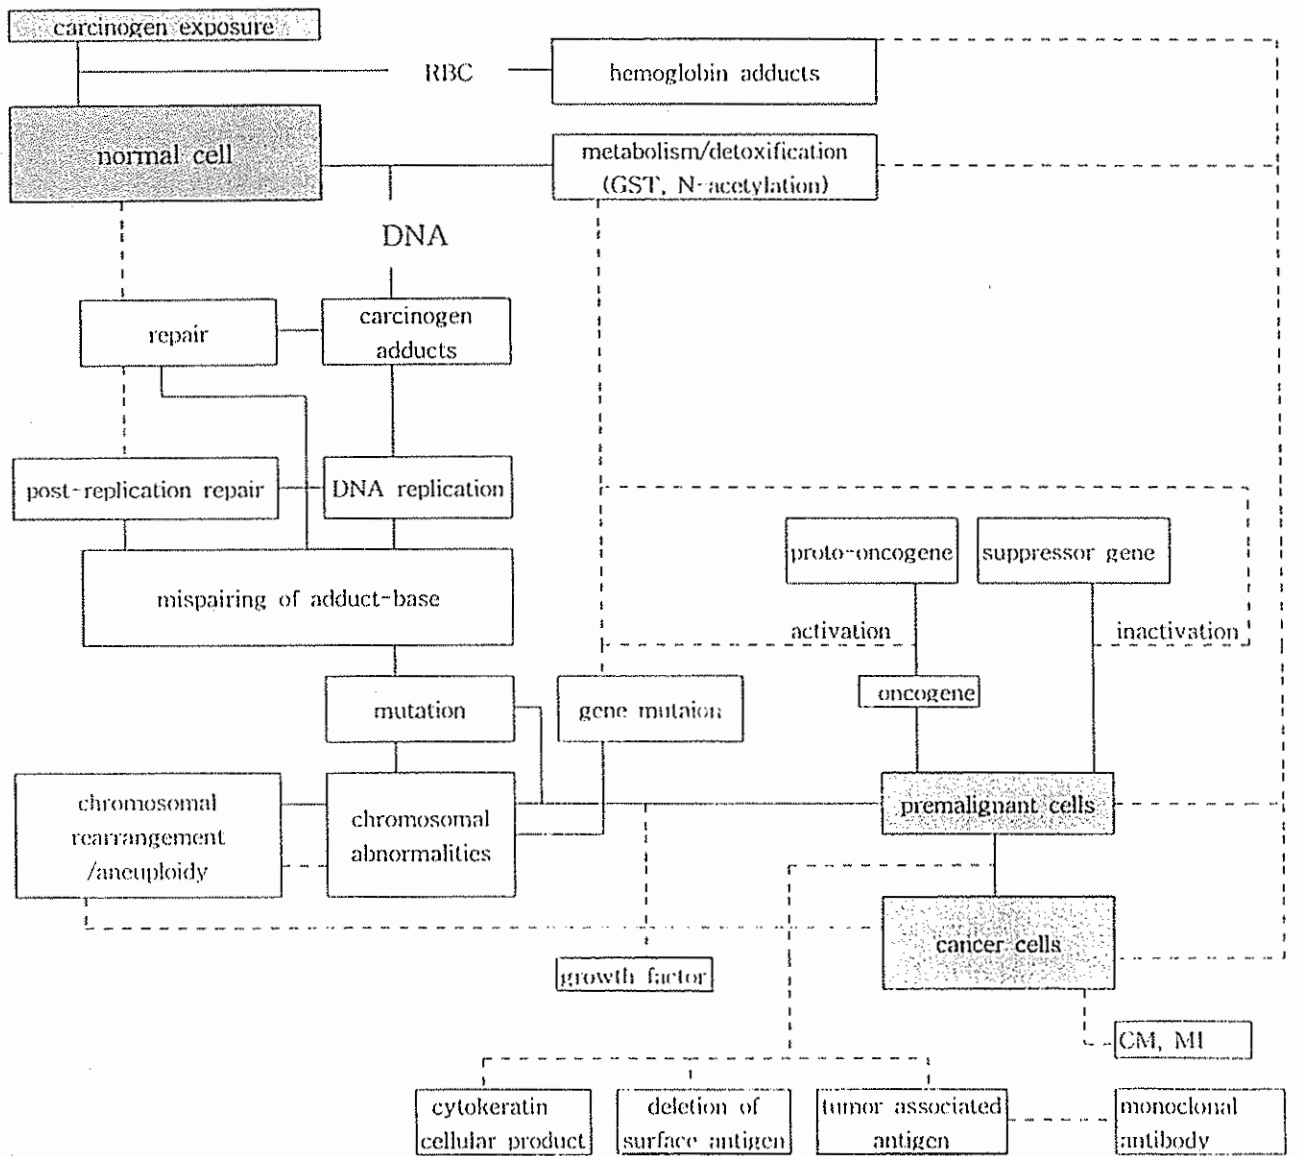 carcinogen exposure
RBC
hemoglobin adducts
normal cell
metabolism/detoxification
(GST, N-acetylation)
DNA
repair
carcinogen
adducts
post-replication repair
DNA replication
proto-oncogene
suppressor gene
mispairing of adduct-base
activation
inactivation
mutation
gene mutaion
oncogene
chromosomal
rearrangement
/aneuploidy
chromosomal
abnormalities
premalignant cells
cancer cells
growth factor
CM, MI
cytokeratin
cellular product
deletion of
surface antigen
tumor associated
antigen
monoclonal
antibody